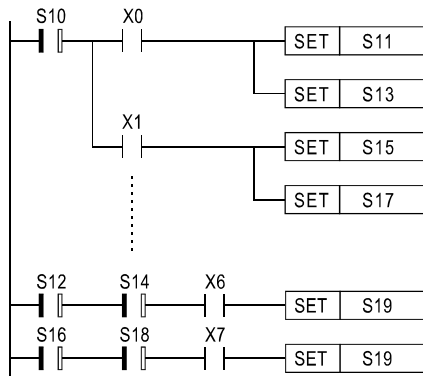 S10 X0
SET S11
SET S13
X1
SET S15
SET S17
S12 S14 X6
SET S19
S16 S18 X7
SET S19